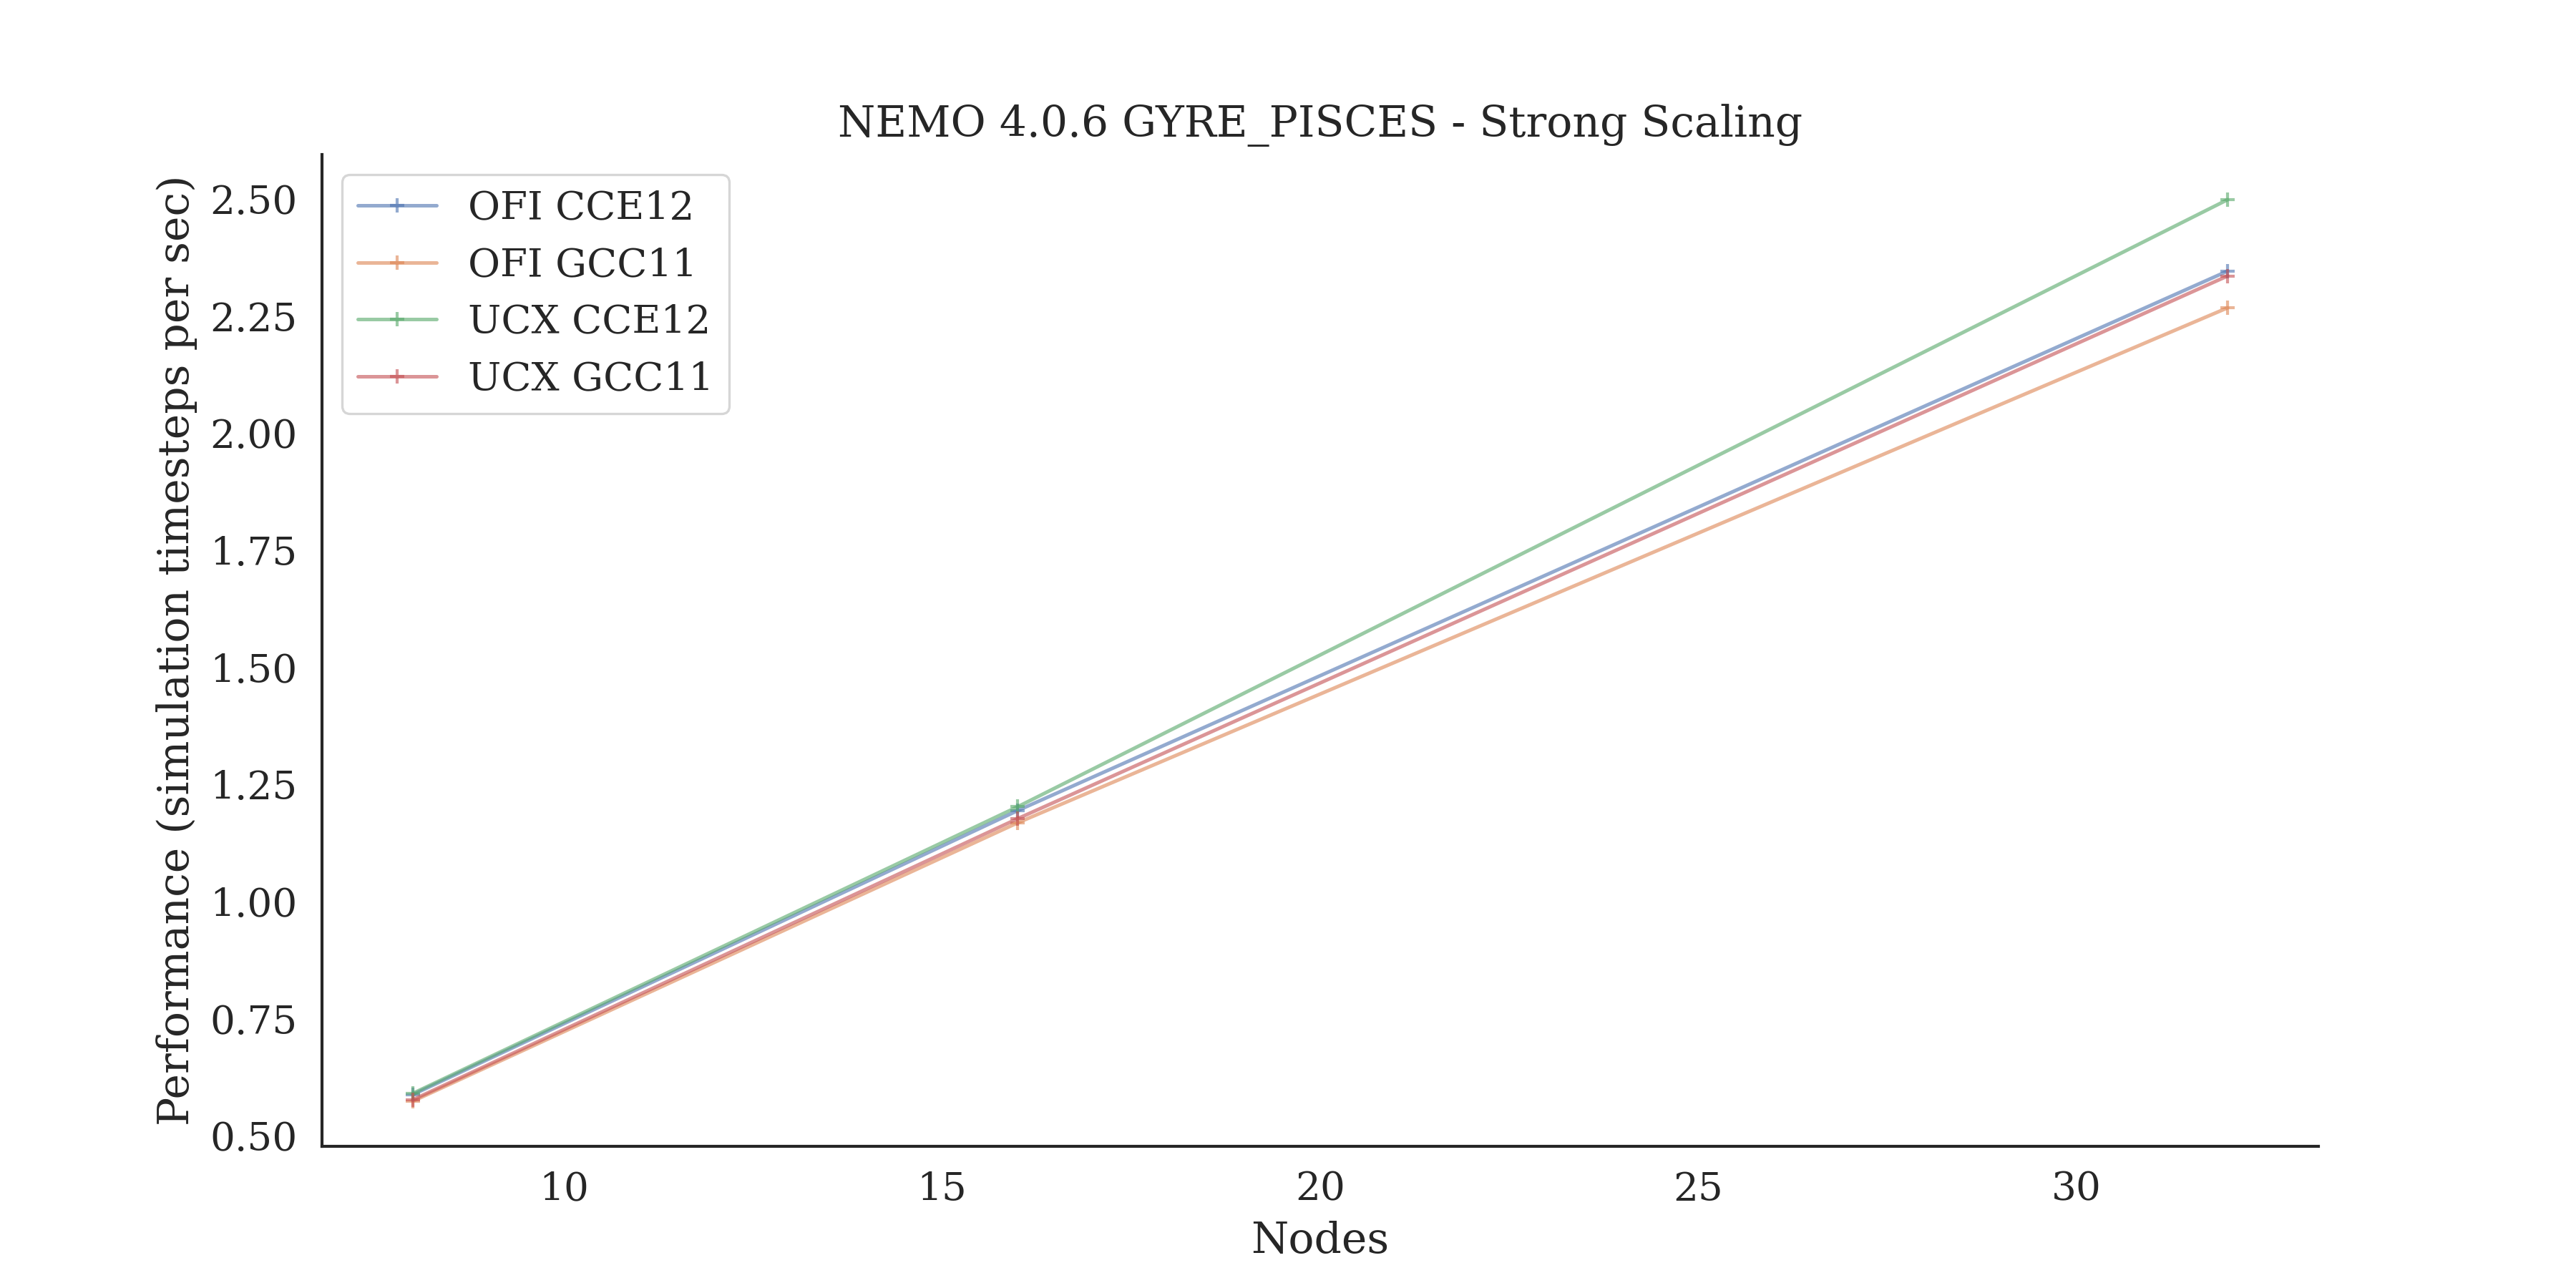 NEMO 4.0.6 GYRE_PISCES - Strong Scaling
OFI CCE12
OFI GCC11
UCX CCE12
UCX GCC11
Performance (simulation timesteps per sec)
2.50
2.25
2.00
1.75
1.50
1.25
1.00
0.75
0.50
10 15 20 25 30
Nodes